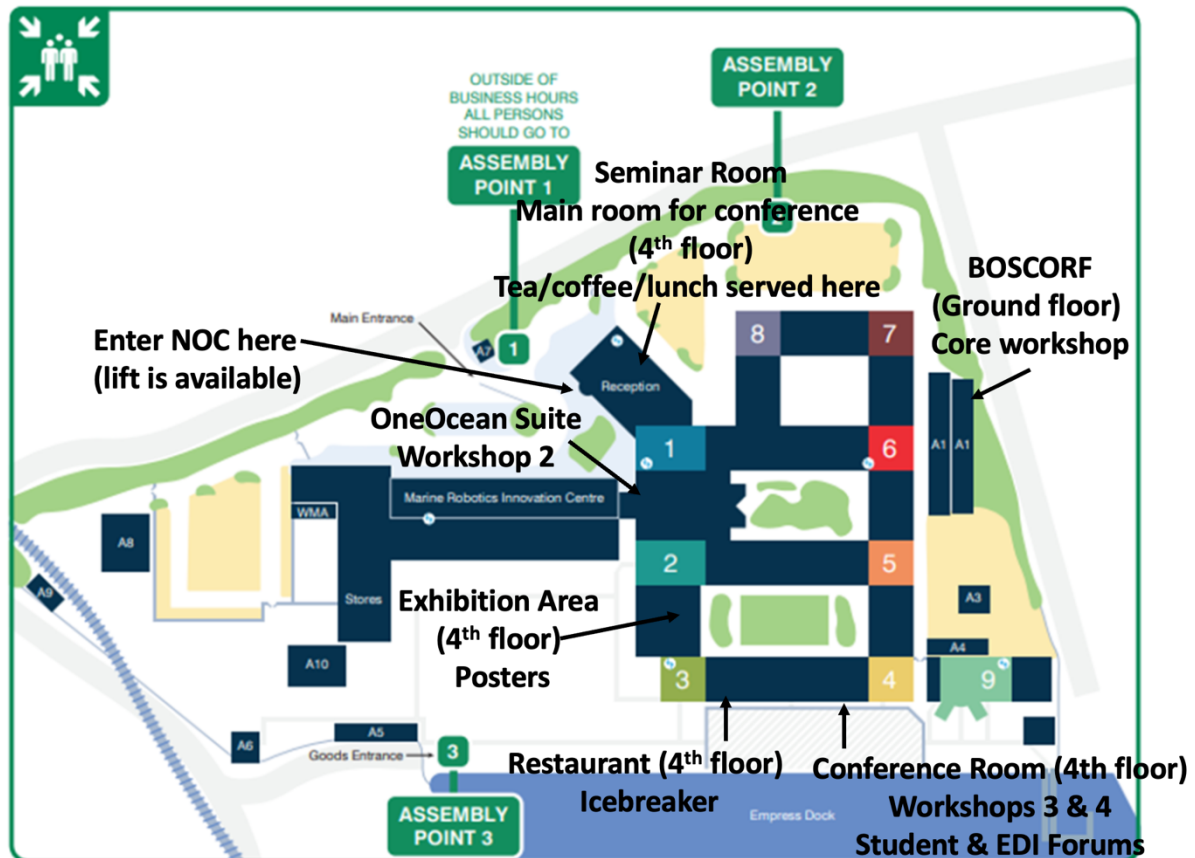 OUTSIDE OF
BUSINESS HOURS
ALL PERSONS
SHOULD GO TO
ASSEMBLY
POINT 1
ASSEMBLY
POINT 2
Seminar Room
Main room for conference
(4th floor)
Tea/coffee/lunch served here
2
BOSCORF
(Ground floor)
Core workshop
Main Entrance
Enter NOC here
(lift is available)
A7
1
Reception
8
7
OneOcean Suite
Workshop 2
1
6
A1
A1
Marine Robotics Innovation Centre
WMA
A8
2
5
A9
Stores
Exhibition Area
(4th floor)
Posters
A3
A4
A10
3
4
9
A5
A6
Goods Entrance
3
Restaurant (4th floor)
Icebreaker
Conference Room (4th floor)
Workshops 3 & 4
Student & EDI Forums
ASSEMBLY
POINT 3
Empress Dock